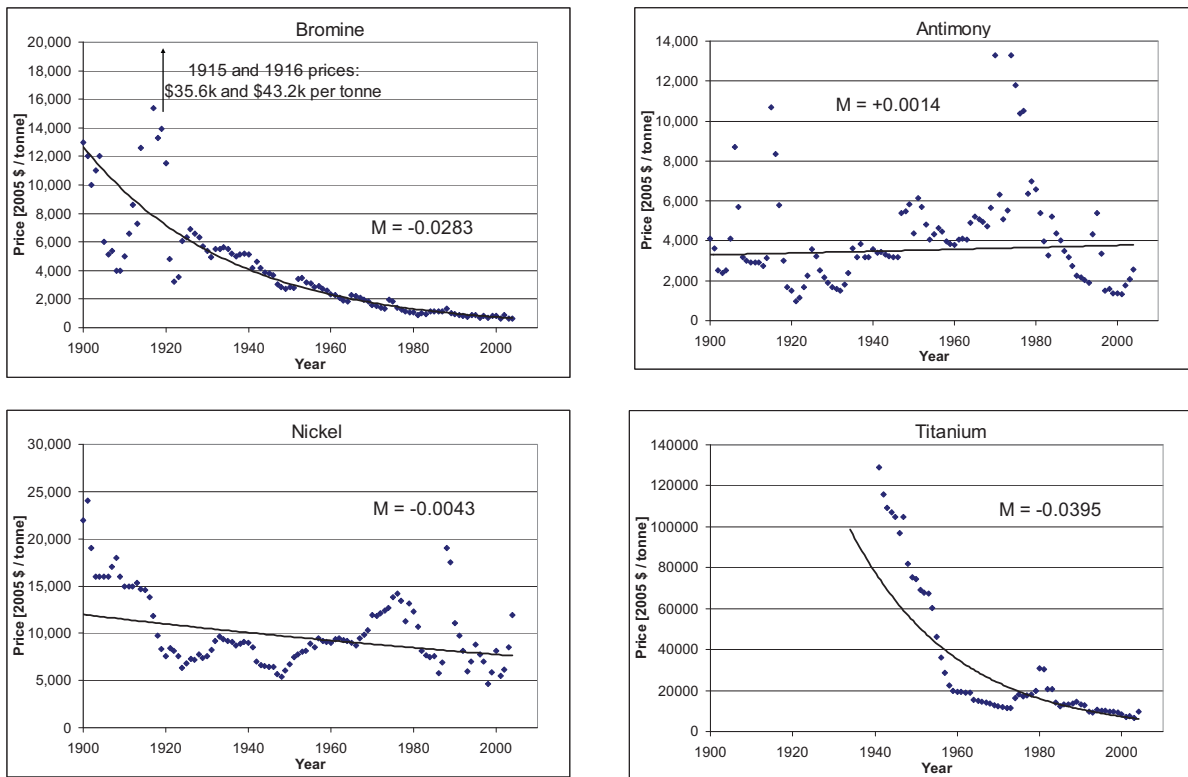 Bromine
20,000
18,000
16,000
14,000
12,000
10,000
8,000
6,000
4,000
2,000
0
1915 and 1916 prices:
$35.6k and $43.2k per tonne
M = -0.0283
Price [2005 $ / tonne]
1900 1920 1940 1960 1980 2000
Year
Antimony
14,000
12,000
10,000
8,000
6,000
4,000
2,000
0
M = +0.0014
Price [2005 $ / tonne]
1900 1920 1940 1960 1980 2000
Year
Nickel
30,000
25,000
20,000
15,000
10,000
5,000
0
M = -0.0043
Price [2005 $ / tonne]
1900 1920 1940 1960 1980 2000
Year
Titanium
140000
120000
100000
80000
60000
40000
20000
0
M = -0.0395
Price [2005 $ / tonne]
1900 1920 1940 1960 1980 2000
Year